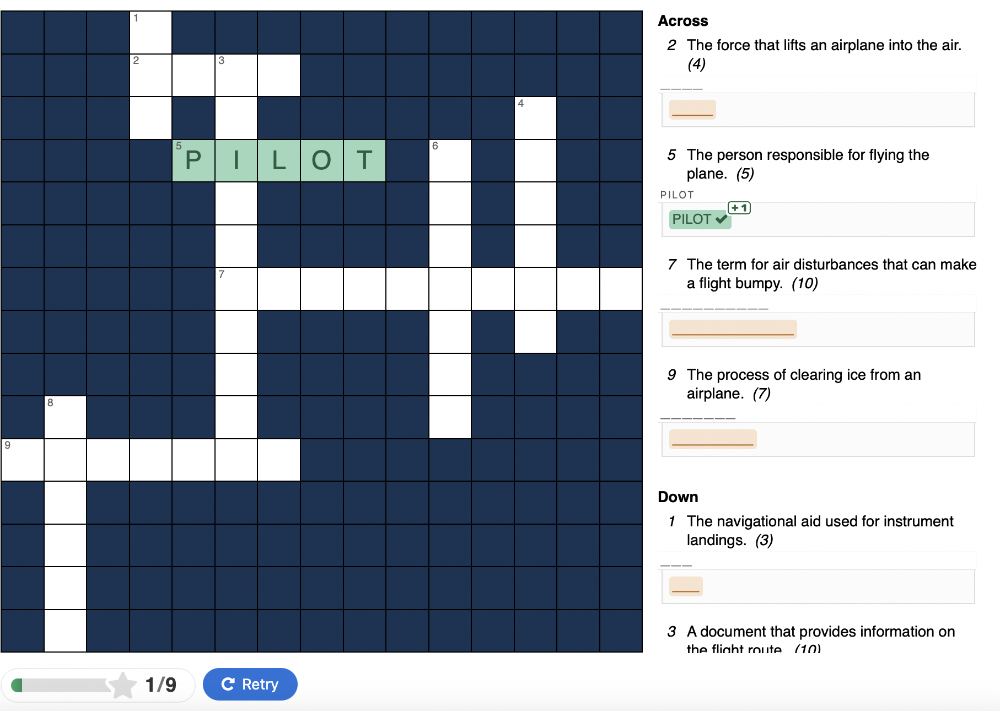 1
2 3
4
5 P I L O T 6
7
8
9
1/9 Retry
Across
2 The force that lifts an airplane into the air.
(4)
____
5 The person responsible for flying the
plane. (5)
PILOT
PILOT +1
7 The term for air disturbances that can make
a flight bumpy. (10)
__________
9 The process of clearing ice from an
airplane. (7)
_______
Down
1 The navigational aid used for instrument
landings. (3)
___
3 A document that provides information on
the flight route. (10)